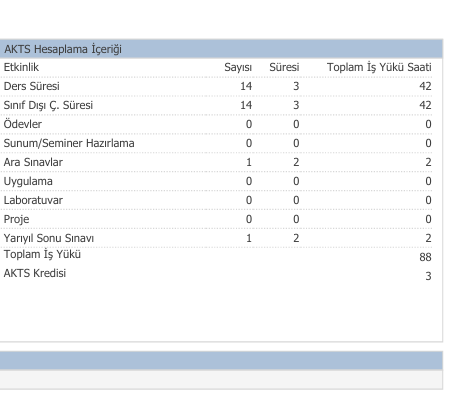 AKTS Hesaplama İçeriği
Etkinlik Sayısı Süresi Toplam İş Yükü Saati
Ders Süresi 14 3 42
Sınıf Dışı Ç. Süresi 14 3 42
Ödevler 0 0 0
Sunum/Seminer Hazırlama 0 0 0
Ara Sınavlar 1 2 2
Uygulama 0 0 0
Laboratuvar 0 0 0
Proje 0 0 0
Yarıyıl Sonu Sınavı 1 2 2
Toplam İş Yükü 88
AKTS Kredisi 3